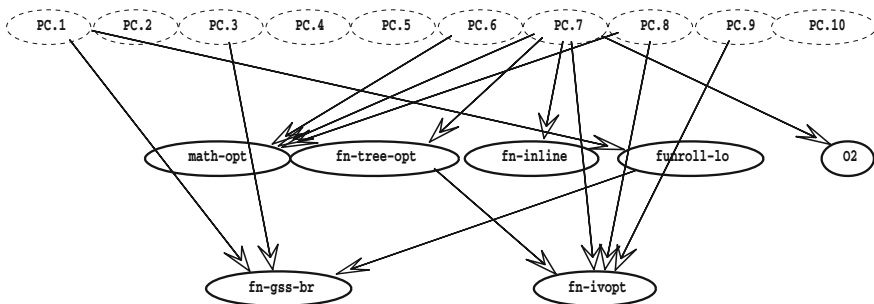 PC.1 PC.2 PC.3 PC.4 PC.5 PC.6 PC.7 PC.8 PC.9 PC.10
math-opt fn-tree-opt fn-inline funroll-lo O2
fn-gss-br fn-ivopt